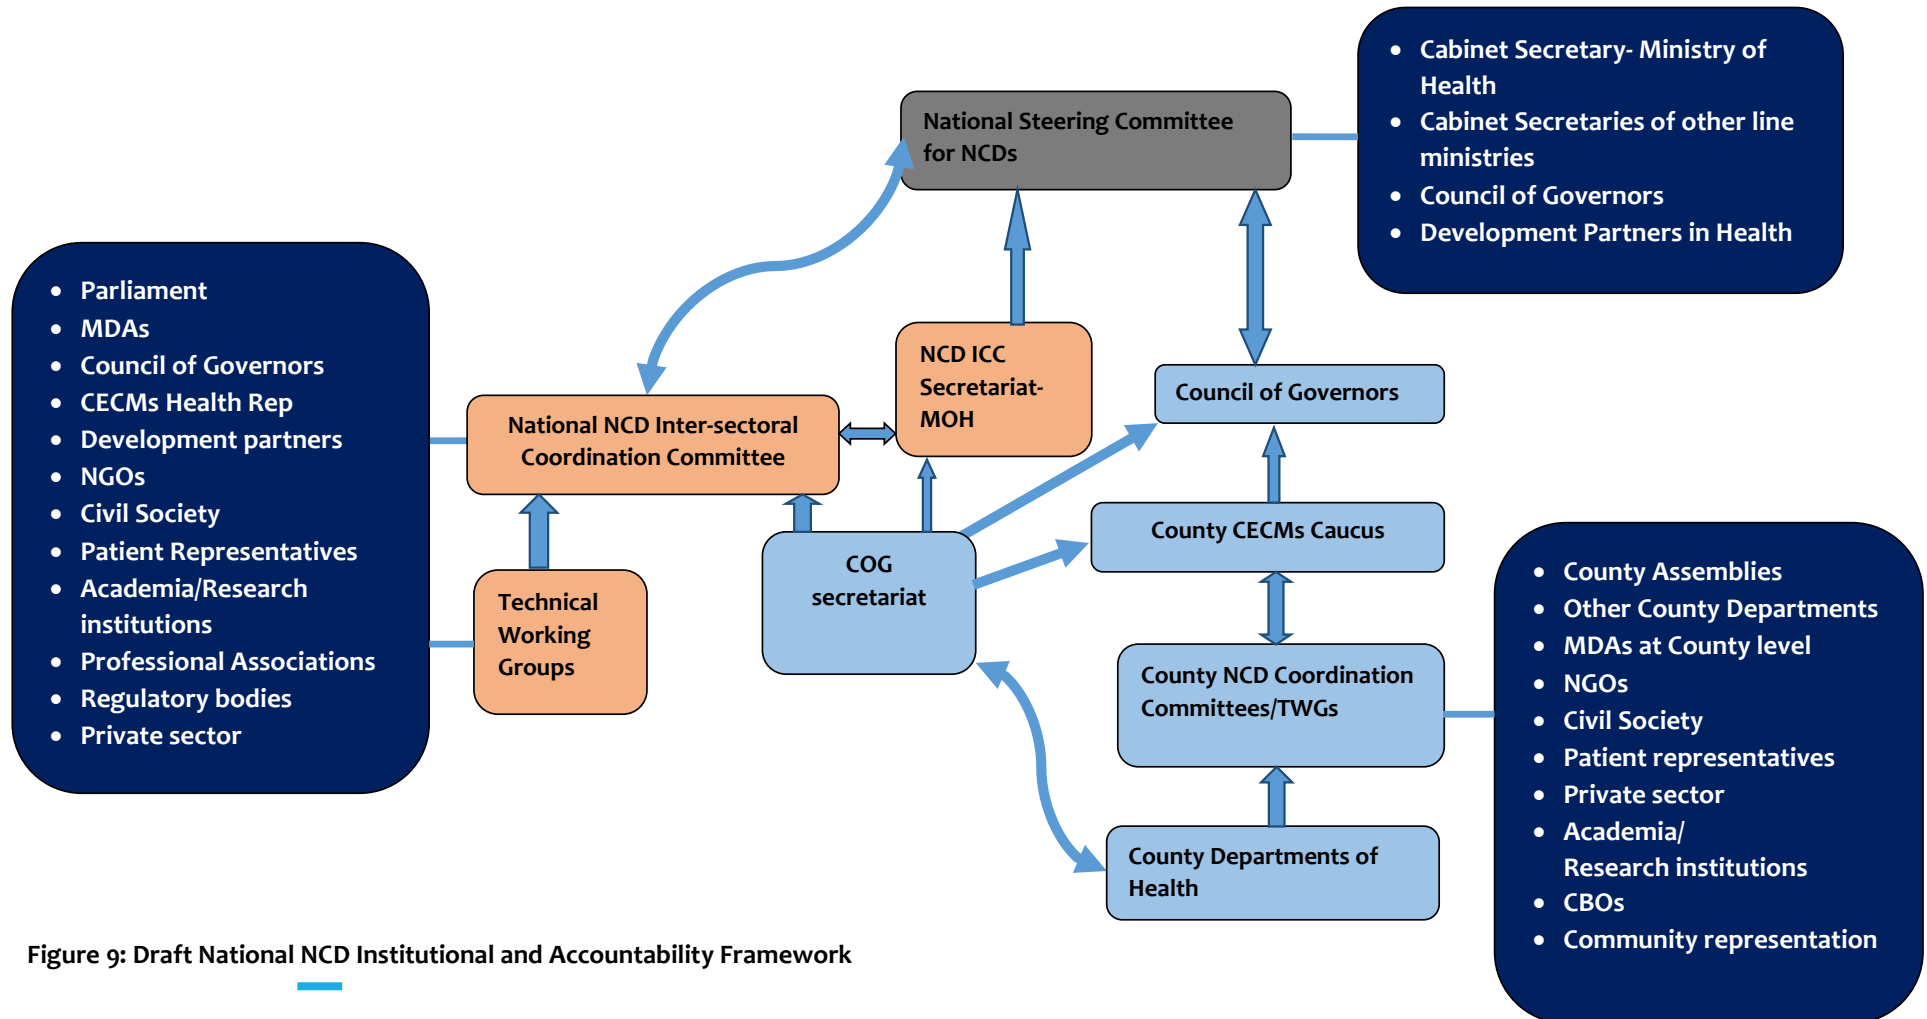 National Steering Committee
for NCDs
• Cabinet Secretary- Ministry of
Health
• Cabinet Secretaries of other line
ministries
• Council of Governors
• Development Partners in Health
• Parliament
• MDAs
• Council of Governors
• CECMs Health Rep
• Development partners
• NGOs
• Civil Society
• Patient Representatives
• Academia/Research
institutions
• Professional Associations
• Regulatory bodies
• Private sector
National NCD Inter-sectoral
Coordination Committee
NCD ICC
Secretariat-
MOH
Council of Governors
Technical
Working
Groups
COG
secretariat
County CECMs Caucus
County NCD Coordination
Committees/TWGs
County Departments of
Health
• County Assemblies
• Other County Departments
• MDAs at County level
• NGOs
• Civil Society
• Patient representatives
• Private sector
• Academia/
Research institutions
• CBOs
• Community representation
Figure 9: Draft National NCD Institutional and Accountability Framework